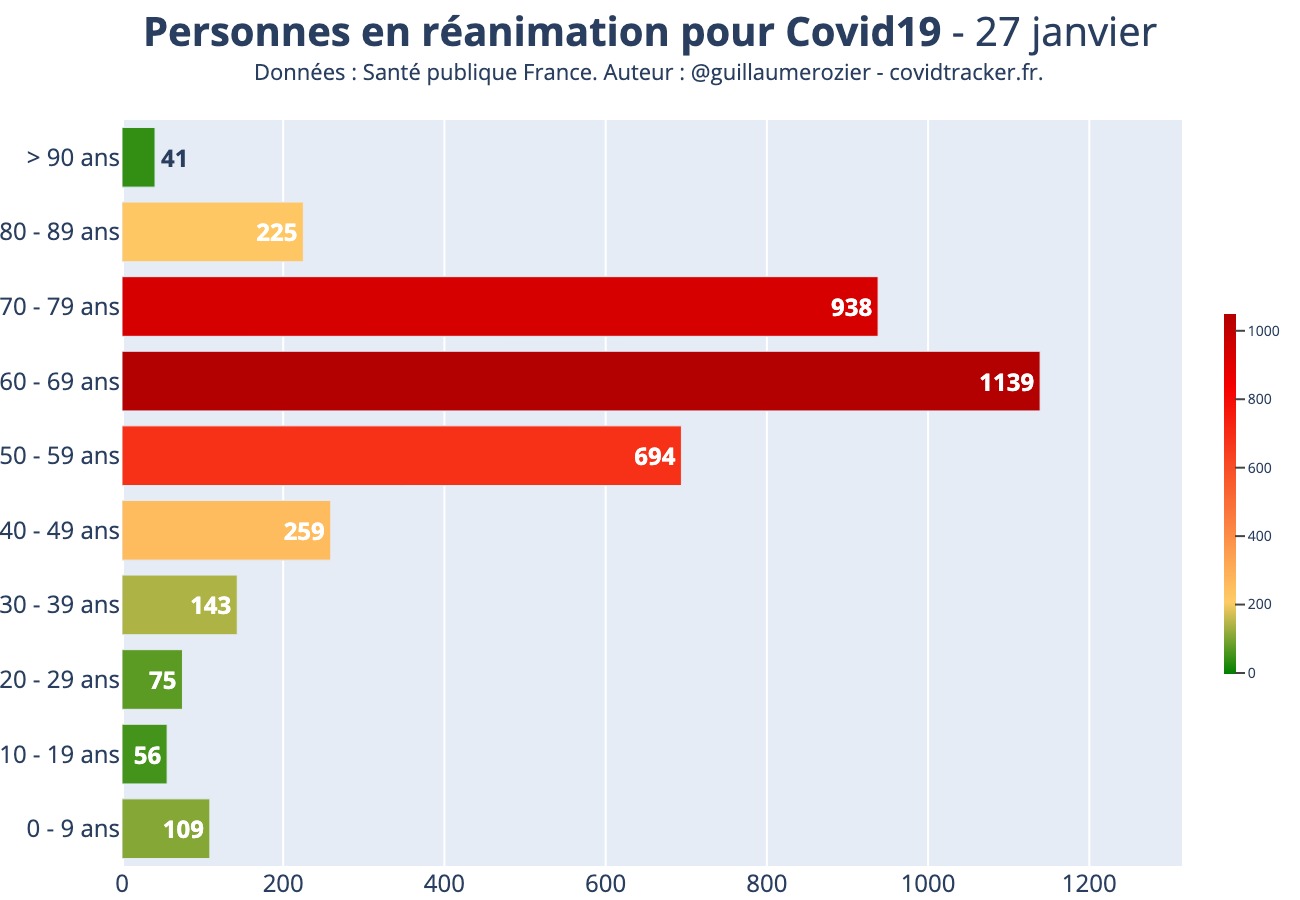 Personnes en réanimation pour Covid19 - 27 janvier
Données : Santé publique France. Auteur : @guillaumerozier - covidtracker.fr.
> 90 ans 41
80 - 89 ans 225
70 - 79 ans 938
60 - 69 ans 1139
50 - 59 ans 694
40 - 49 ans 259
30 - 39 ans 143
20 - 29 ans 75
10 - 19 ans 56
0 - 9 ans 109
0 200 400 600 800 1000 1200
1000
800
600
400
200
0